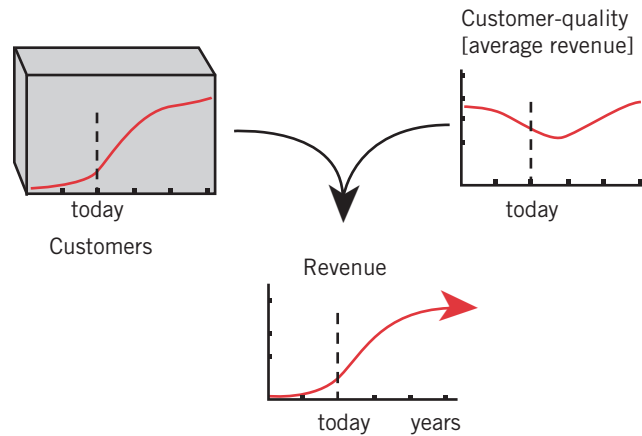 Customer-quality
[average revenue]
today
Customers
today
Revenue
today years